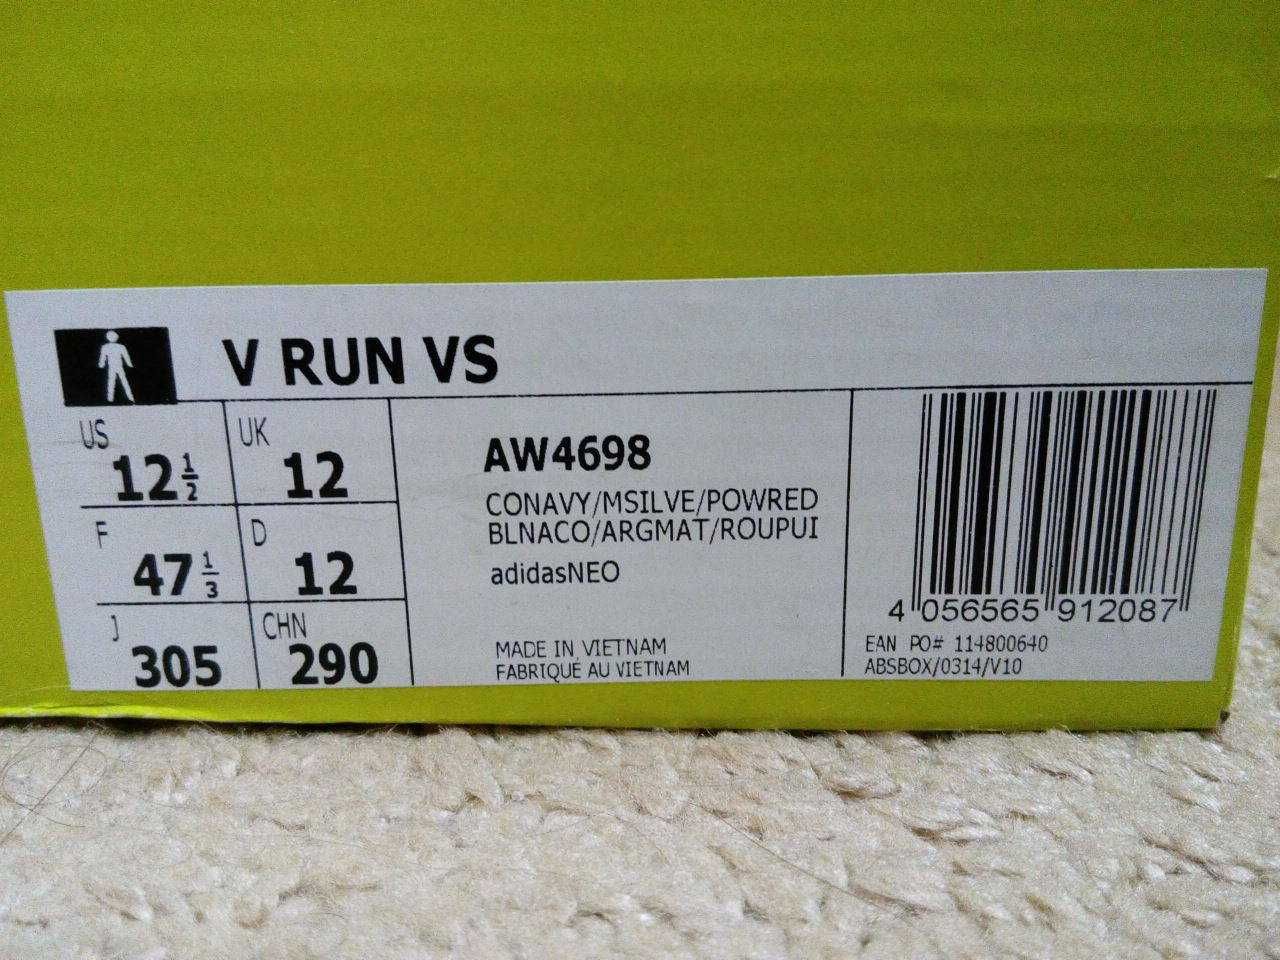 V RUN VS
US
12 1/2
UK
12
F
47 1/3
D
12
J
305
CHN
290
AW4698
CONAVY/MSILVE/POWRED
BLNACO/ARGMAT/ROUPUI
adidasNEO
MADE IN VIETNAM
FABRIQUÉ AU VIETNAM
4 056565 912087
EAN PO# 114800640
ABSBOX/0314/V10